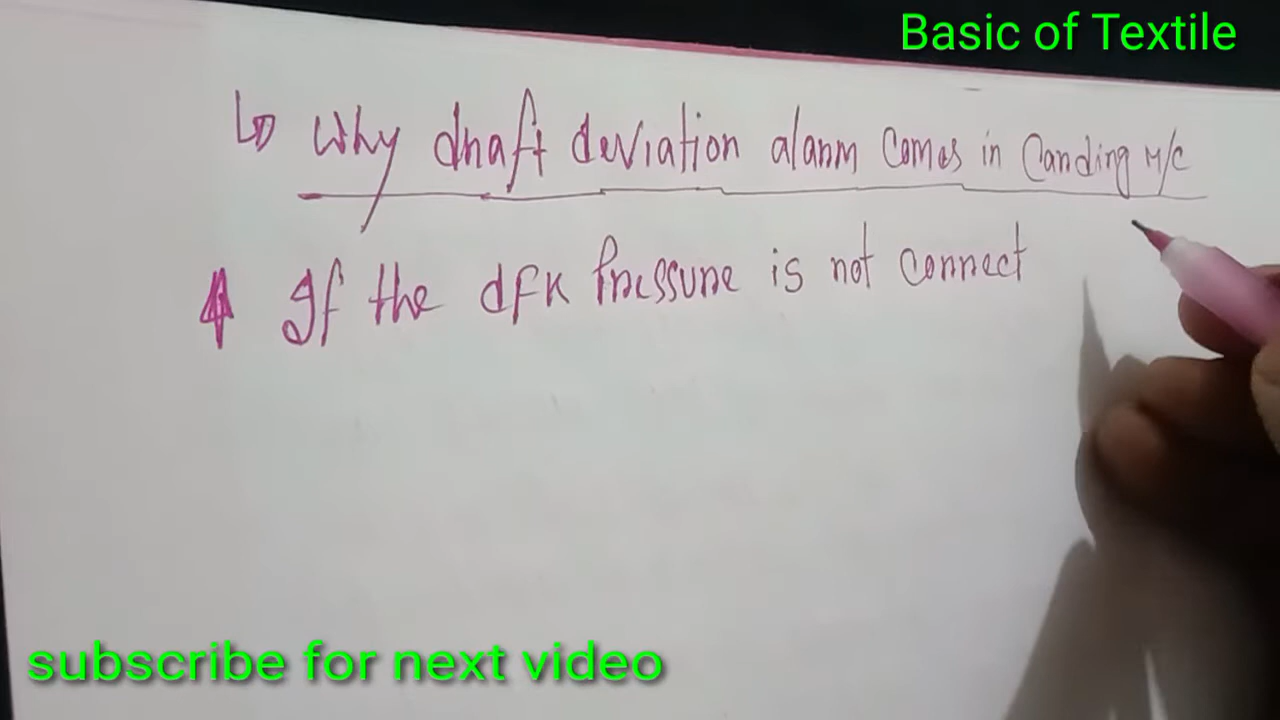 Basic of Textile
Why draft deviation alarm comes in Carding M/C
If the dFK Pressure is not correct
subscribe for next video